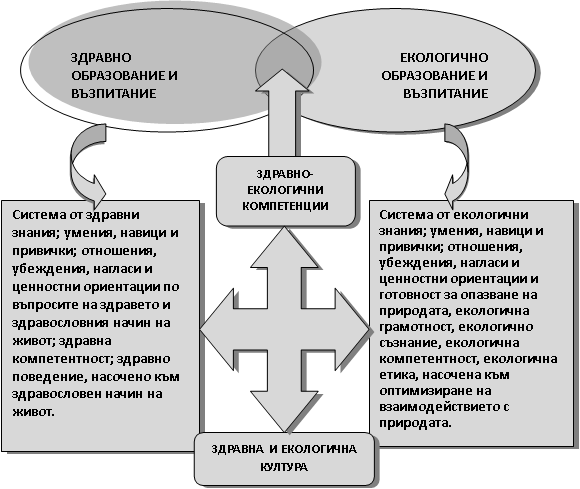 ЗДРАВНО
ОБРАЗОВАНИЕ И
ВЪЗПИТАНИЕ
ЕКОЛОГИЧНО
ОБРАЗОВАНИЕ И
ВЪЗПИТАНИЕ
ЗДРАВНО-
ЕКОЛОГИЧНИ
КОМПЕТЕНЦИИ
Система от здравни
знания; умения, навици и
привички; отношения,
убеждения, нагласи и
ценностни ориентации по
въпросите на здравето и
здравословния начин на
живот; здравна
компетентност; здравно
поведение, насочено към
здравословен начин на
живот.
Система от екологични
знания; умения, навици и
привички; отношения,
убеждения, нагласи и
ценностни ориентации и
готовност за опазване на
природата, екологична
грамотност, екологично
съзнание, екологична
компетентност, екологична
етика, насочена към
оптимизиране на
взаимодействието с
природата.
ЗДРАВНА И ЕКОЛОГИЧНА
КУЛТУРА